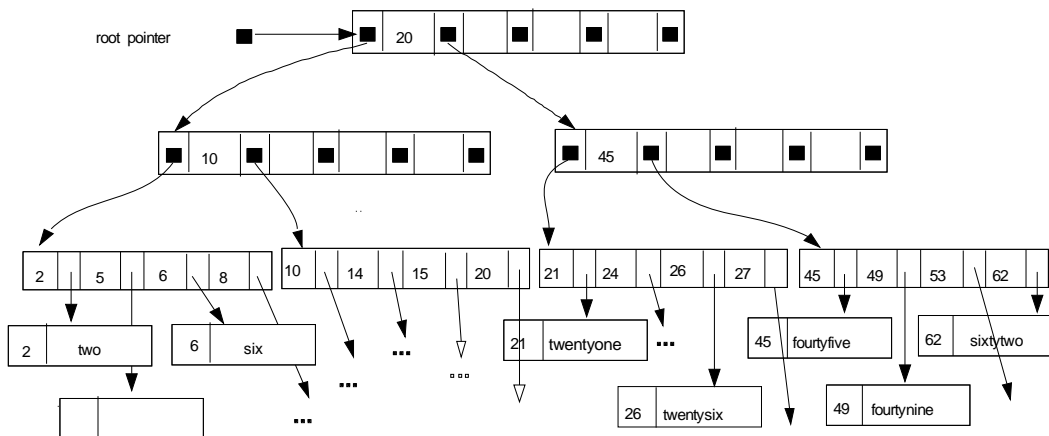 root pointer
20
10
45
2 5 6 8
10 14 15 20
21 24 26 27
45 49 53 62
2 two
6 six
21 twentyone
45 fourtyfive
62 sixtytwo
26 twentysix
49 fourtynine